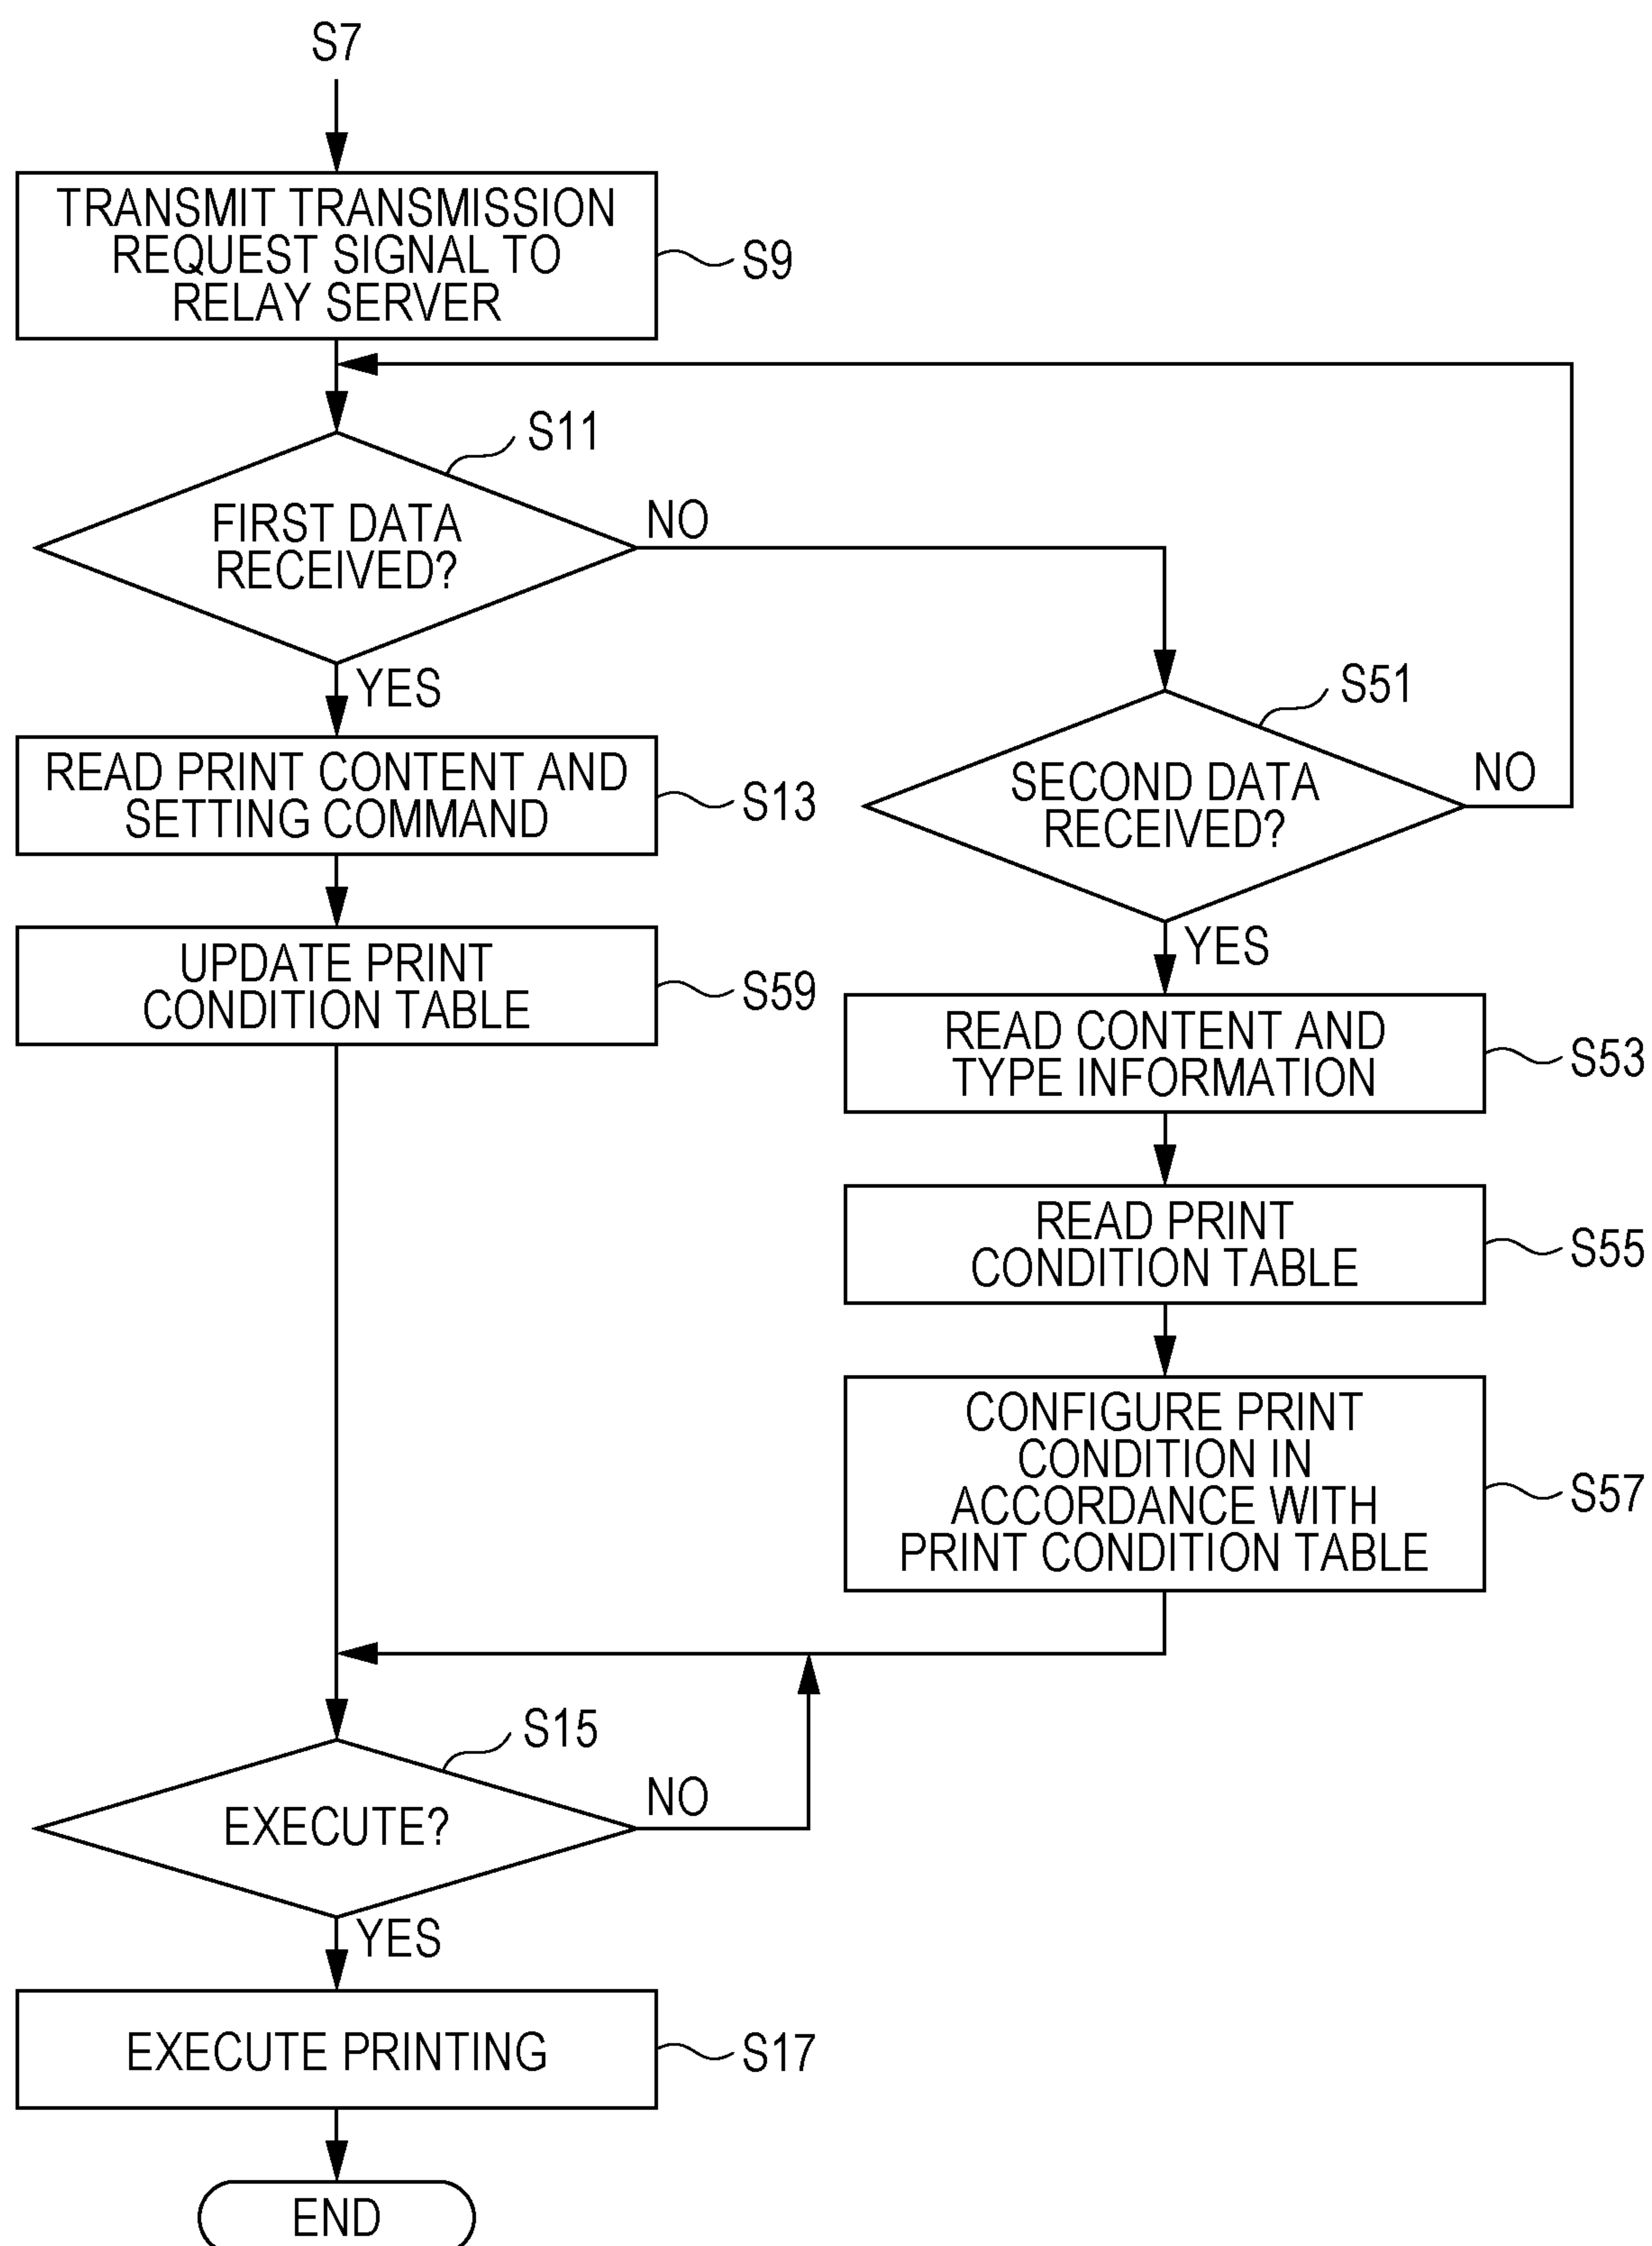 S7
TRANSMIT TRANSMISSION
REQUEST SIGNAL TO
RELAY SERVER
S9
S11
FIRST DATA
RECEIVED?
NO
YES
S51
SECOND DATA
RECEIVED?
NO
YES
READ PRINT CONTENT AND
SETTING COMMAND
S13
UPDATE PRINT
CONDITION TABLE
S59
READ CONTENT AND
TYPE INFORMATION
S53
READ PRINT
CONDITION TABLE
S55
CONFIGURE PRINT
CONDITION IN
ACCORDANCE WITH
PRINT CONDITION TABLE
S57
S15
EXECUTE?
NO
YES
EXECUTE PRINTING
S17
END